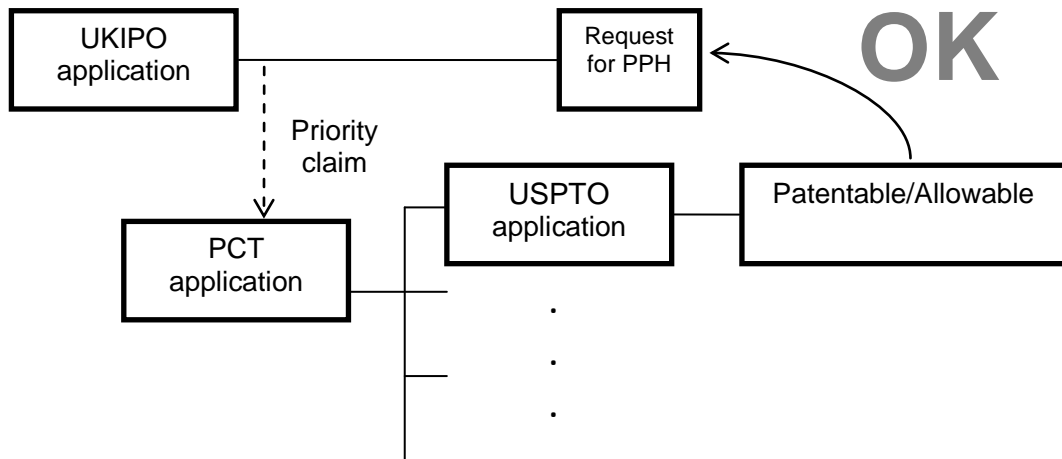 UKIPO
application
Request
for PPH
OK
Priority
claim
USPTO
application
Patentable/Allowable
PCT
application
.
.
.